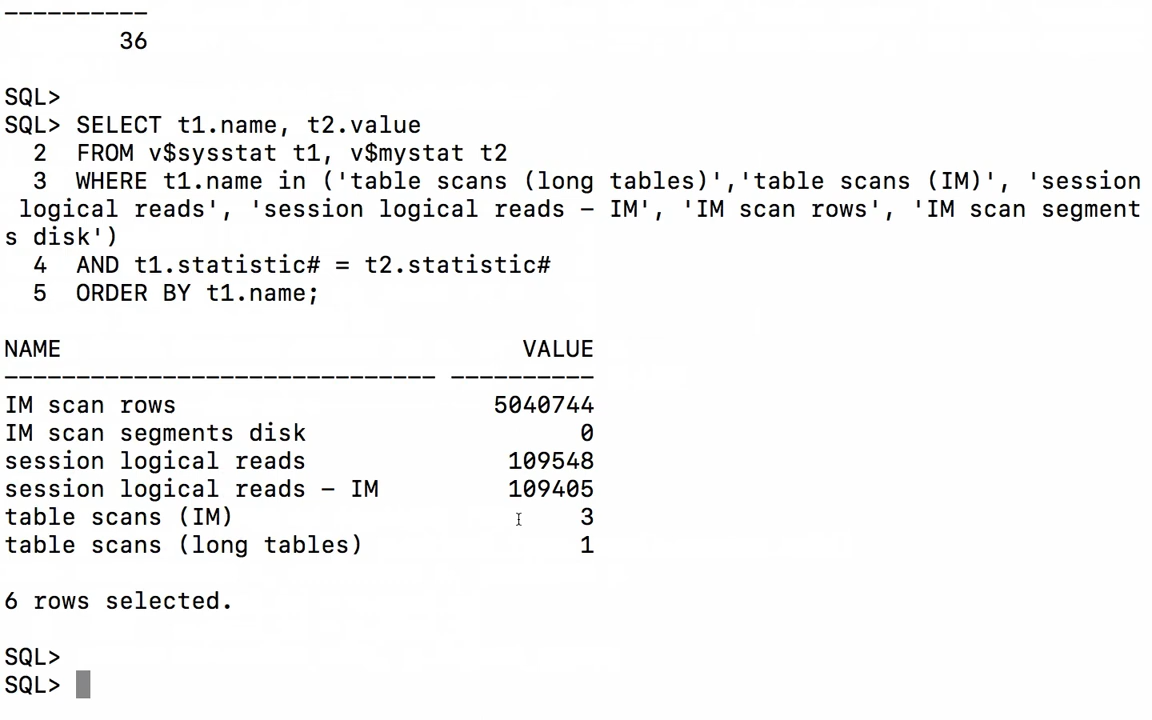 ----------
36
SQL>
SQL> SELECT t1.name, t2.value
2 FROM v$sysstat t1, v$mystat t2
3 WHERE t1.name in ('table scans (long tables)','table scans (IM)', 'session
logical reads', 'session logical reads - IM', 'IM scan rows', 'IM scan segment
s disk')
4 AND t1.statistic# = t2.statistic#
5 ORDER BY t1.name;
NAME VALUE
------------------------------ ----------
IM scan rows 5040744
IM scan segments disk 0
session logical reads 109548
session logical reads - IM 109405
table scans (IM) 3
table scans (long tables) 1
6 rows selected.
SQL>
SQL>